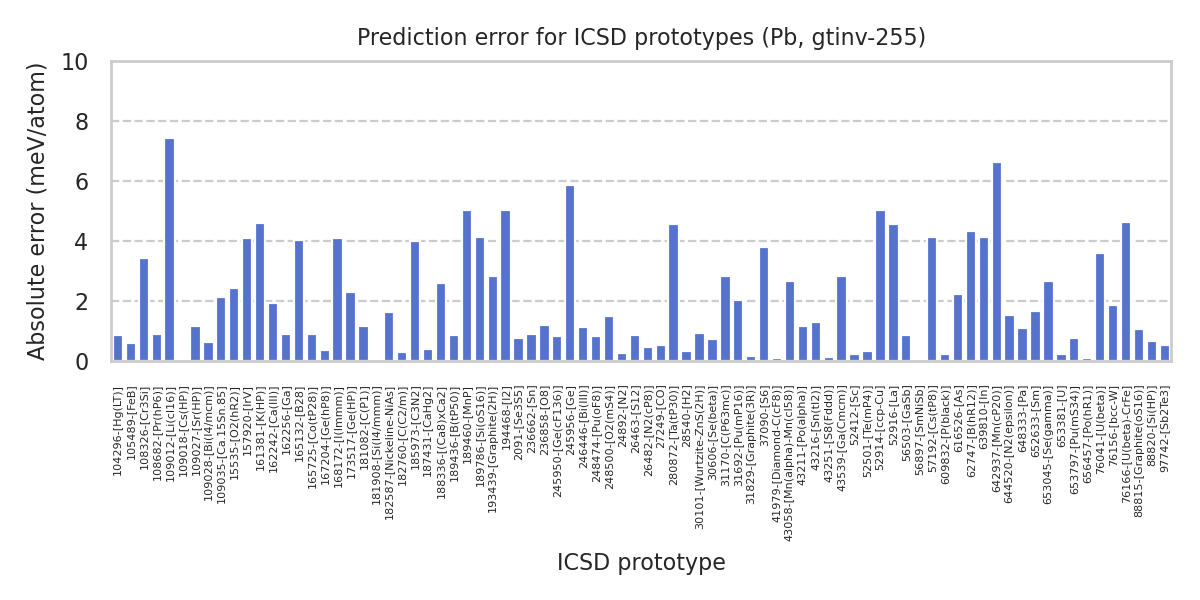 Prediction error for ICSD prototypes (Pb, gtinv-255)
Absolute error (meV/atom)
10
8
6
4
2
0
104296-[Hg(LT)]
105489-[FeB]
108326-[Cr3Si]
108682-[Pr(hP6)]
109012-[Li(cI16)]
109018-[Cs(HP)]
109027-[Sr(HP)]
109028-[Bi(I4/mcm)]
109035-[Ca.15Sn.85]
15535-[O2(hR2)]
157920-[IrV]
161381-[K(HP)]
162242-[Ca(III)]
162256-[Ga]
165132-[B28]
165725-[Co(tP28)]
167204-[Ge(hP8)]
168172-[I(Immm)]
173517-[Ge(HP)]
181082-[C(P1)]
181908-[Si(I4/mmm)]
182587-[Nickeline-NiAs]
182760-[C(C2/m)]
185973-[C3N2]
187431-[CaHg2]
188336-[(Ca8)xCa2]
189436-[B(tP50)]
189460-[MnP]
189786-[Si(oS16)]
193439-[Graphite(2H)]
194468-[I2]
2091-[Se3S5]
236662-[Sn]
236858-[O8]
245950-[Ge(cF136)]
245956-[Ge]
246446-[Bi(III)]
248474-[Pu(oF8)]
248500-[O2(mS4)]
24892-[N2]
26463-[S12]
26482-[N2(cP8)]
27249-[CO]
280872-[Ta(tP30)]
28540-[H2]
30101-[Wurtzite-ZnS(2H)]
30606-[Se(beta)]
31170-[C(P63mc)]
31692-[Pu(mP16)]
31829-[Graphite(3R)]
37090-[S6]
41979-[Diamond-C(cF8)]
43058-[Mn(alpha)-Mn(cI58)]
43211-[Po(alpha)]
43216-[Sn(tI2)]
43251-[S8(Fddd)]
43539-[Ga(Cmcm)]
52412-[Sc]
52501-[Te(mP4)]
52914-[ccp-Cu]
52916-[La]
56503-[GaSb]
56897-[SmNiSb]
57192-[Cs(tP8)]
609832-[P(black)]
616526-[As]
62747-[B(hR12)]
639810-[In]
642937-[Mn(cP20)]
644520-[N2(epsilon)]
648333-[Pa]
652633-[Sm]
653045-[Se(gamma)]
653381-[U]
653797-[Pu(mS34)]
656457-[Po(hR1)]
76041-[U(beta)]
76156-[bcc-W]
76166-[U(beta)-CrFe]
88815-[Graphite(oS16)]
88820-[Si(HP)]
97742-[Sb2Te3]
ICSD prototype